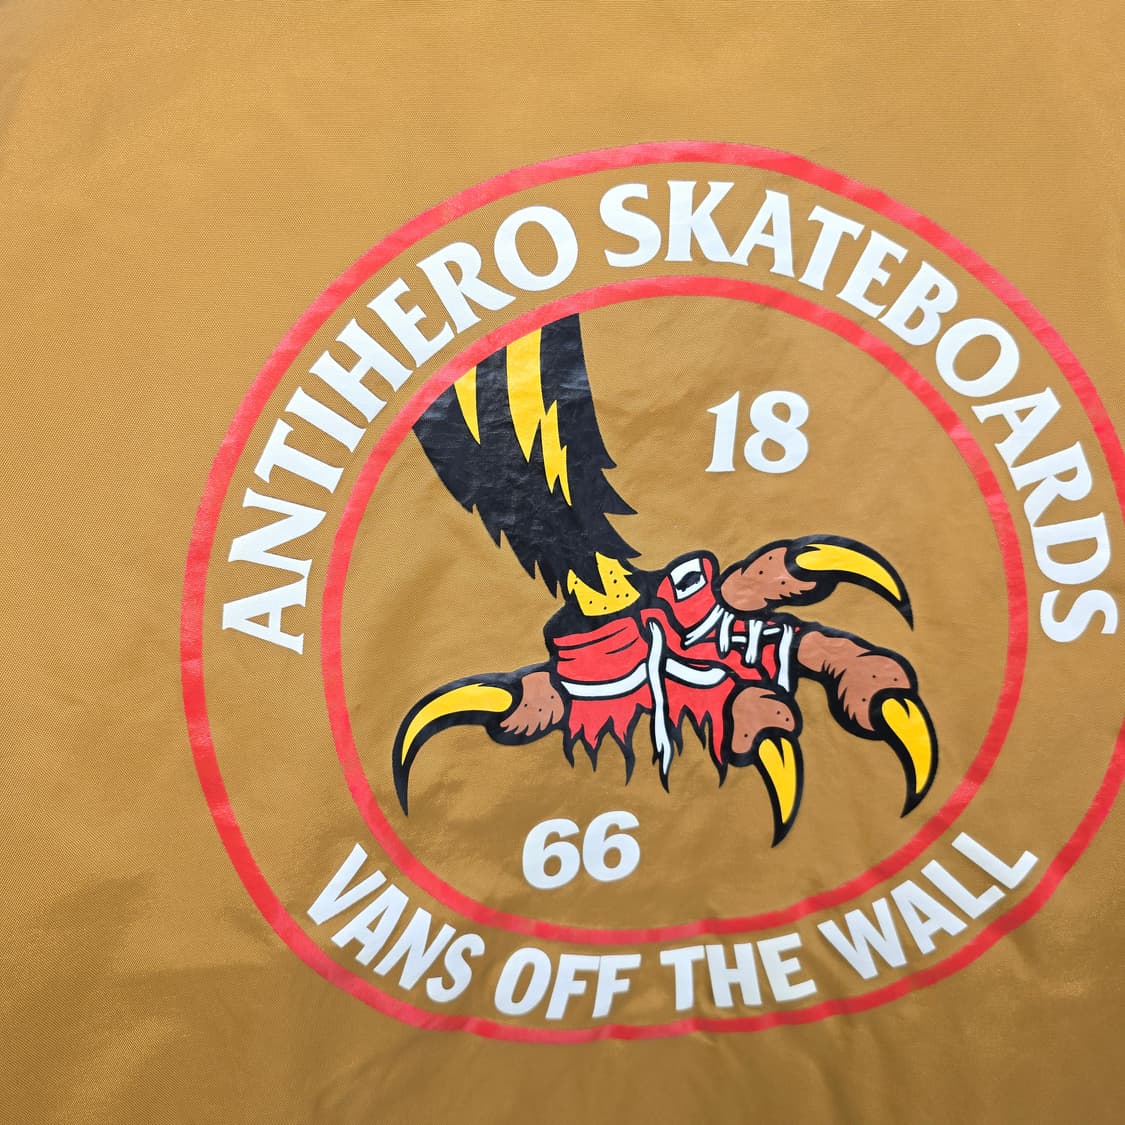 ANTIHERO SKATEBOARDS
18
66
VANS OFF THE WALL